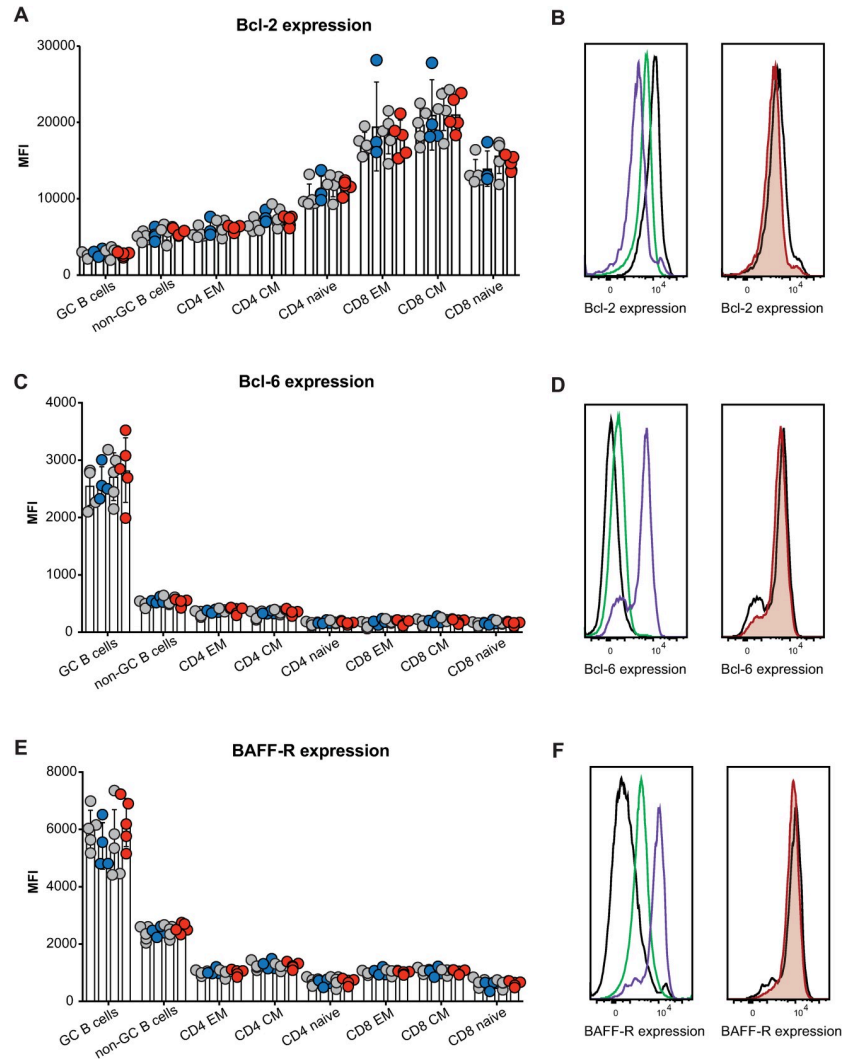 A
Bcl-2 expression
30000
20000
10000
0
MFI
GC B cells
non-GC B cells
CD4 EM
CD4 CM
CD4 naive
CD8 EM
CD8 CM
CD8 naive
B
0 10⁴
Bcl-2 expression
0 10⁴
Bcl-2 expression
C
Bcl-6 expression
4000
3000
2000
1000
0
MFI
GC B cells
non-GC B cells
CD4 EM
CD4 CM
CD4 naive
CD8 EM
CD8 CM
CD8 naive
D
0 10⁴
Bcl-6 expression
0 10⁴
Bcl-6 expression
E
BAFF-R expression
8000
6000
4000
2000
0
MFI
GC B cells
non-GC B cells
CD4 EM
CD4 CM
CD4 naive
CD8 EM
CD8 CM
CD8 naive
F
0 10⁴
BAFF-R expression
0 10⁴
BAFF-R expression